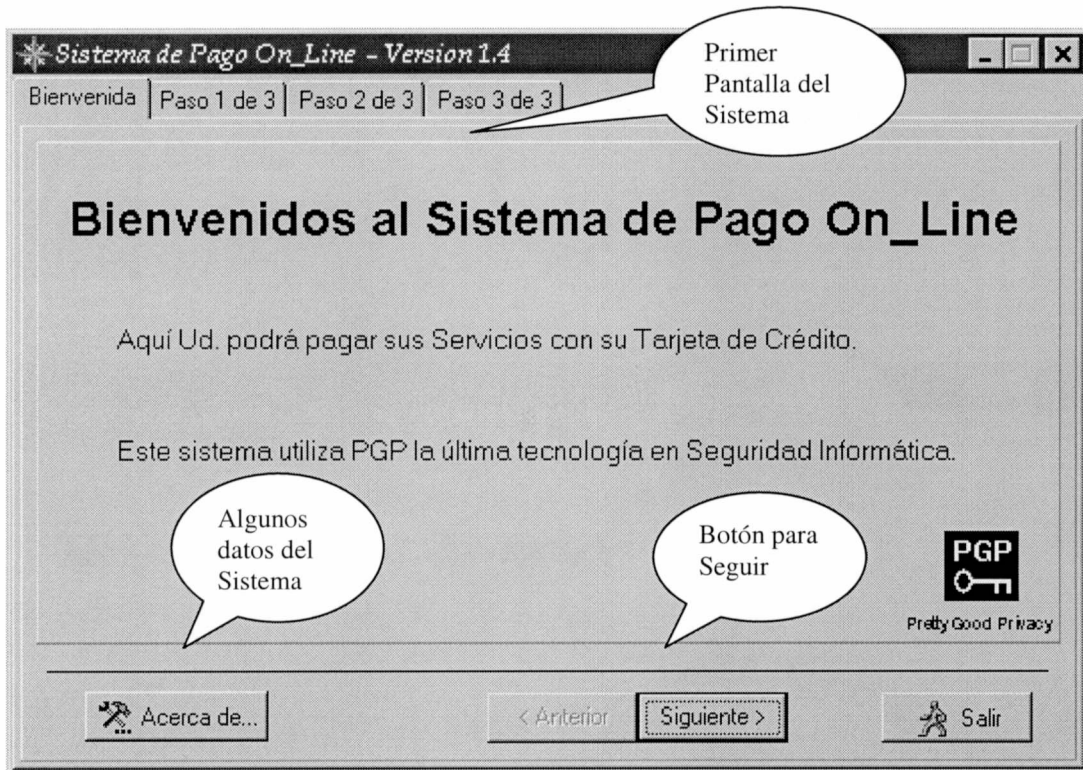 Sistema de Pago On_Line - Version 1.4
Primer
Pantalla del
Sistema
Bienvenida Paso 1 de 3 Paso 2 de 3 Paso 3 de 3
Bienvenidos al Sistema de Pago On_Line
Aquí Ud. podrá pagar sus Servicios con su Tarjeta de Crédito.
Este sistema utiliza PGP la última tecnología en Seguridad Informática.
Algunos
datos del
Sistema
Botón para
Seguir
PGP
Pretty Good Privacy
Acerca de...
< Anterior
Siguiente >
Salir